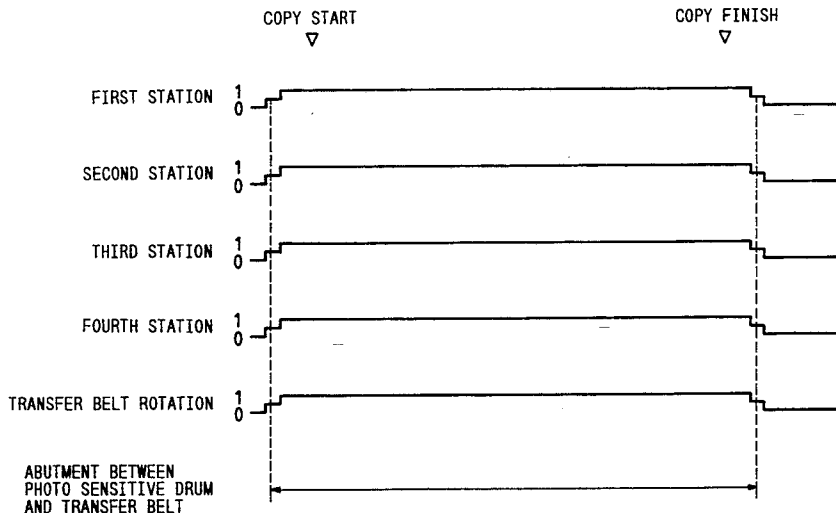 COPY START
COPY FINISH
▽
▽
FIRST STATION 1
0
SECOND STATION 1
0
THIRD STATION 1
0
FOURTH STATION 1
0
TRANSFER BELT ROTATION 1
0
ABUTMENT BETWEEN
PHOTO SENSITIVE DRUM
AND TRANSFER BELT